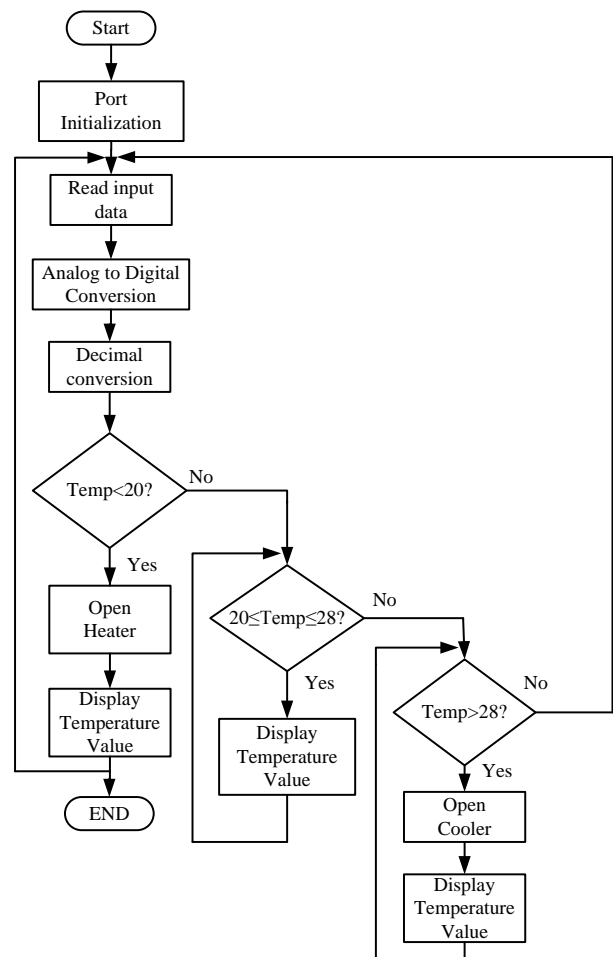 Start
Port
Initialization
Read input
data
Analog to Digital
Conversion
Decimal
conversion
Temp<20?
No
Yes
Open
Heater
Display
Temperature
Value
END
20≤Temp≤28?
No
Yes
Display
Temperature
Value
Temp>28?
No
Yes
Open
Cooler
Display
Temperature
Value